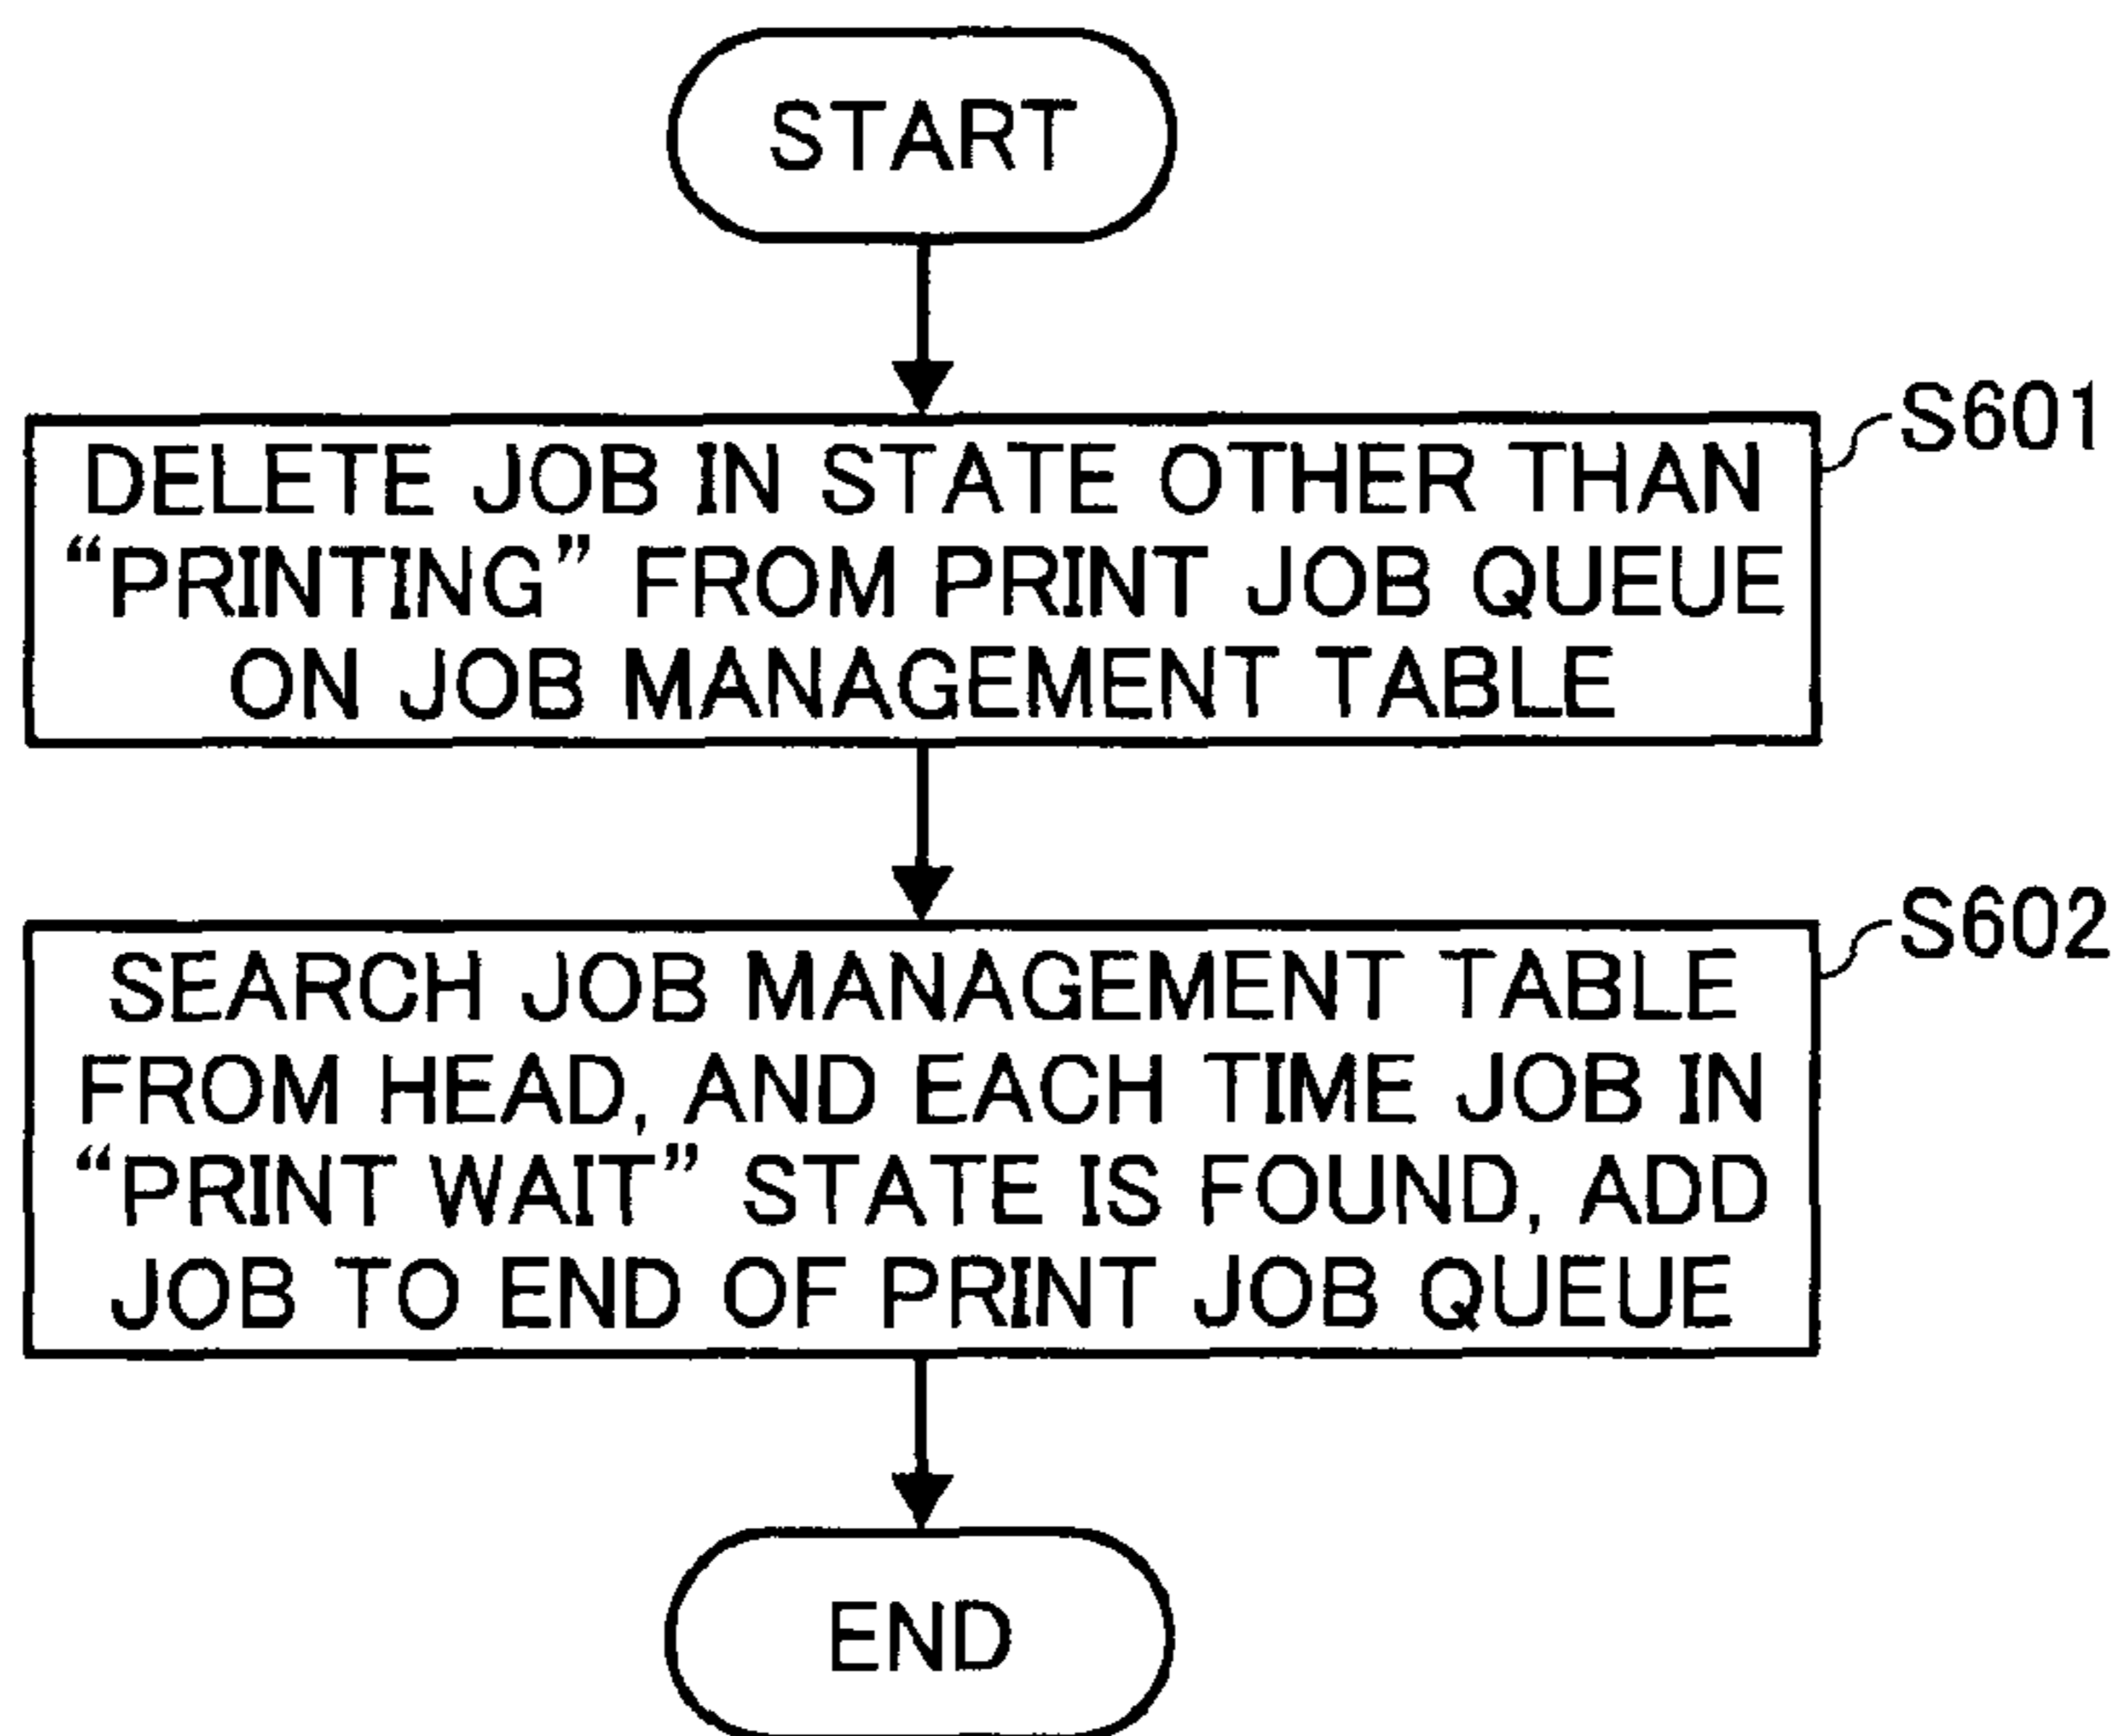 START
S601
DELETE JOB IN STATE OTHER THAN
“PRINTING” FROM PRINT JOB QUEUE
ON JOB MANAGEMENT TABLE
S602
SEARCH JOB MANAGEMENT TABLE
FROM HEAD, AND EACH TIME JOB IN
“PRINT WAIT” STATE IS FOUND, ADD
JOB TO END OF PRINT JOB QUEUE
END